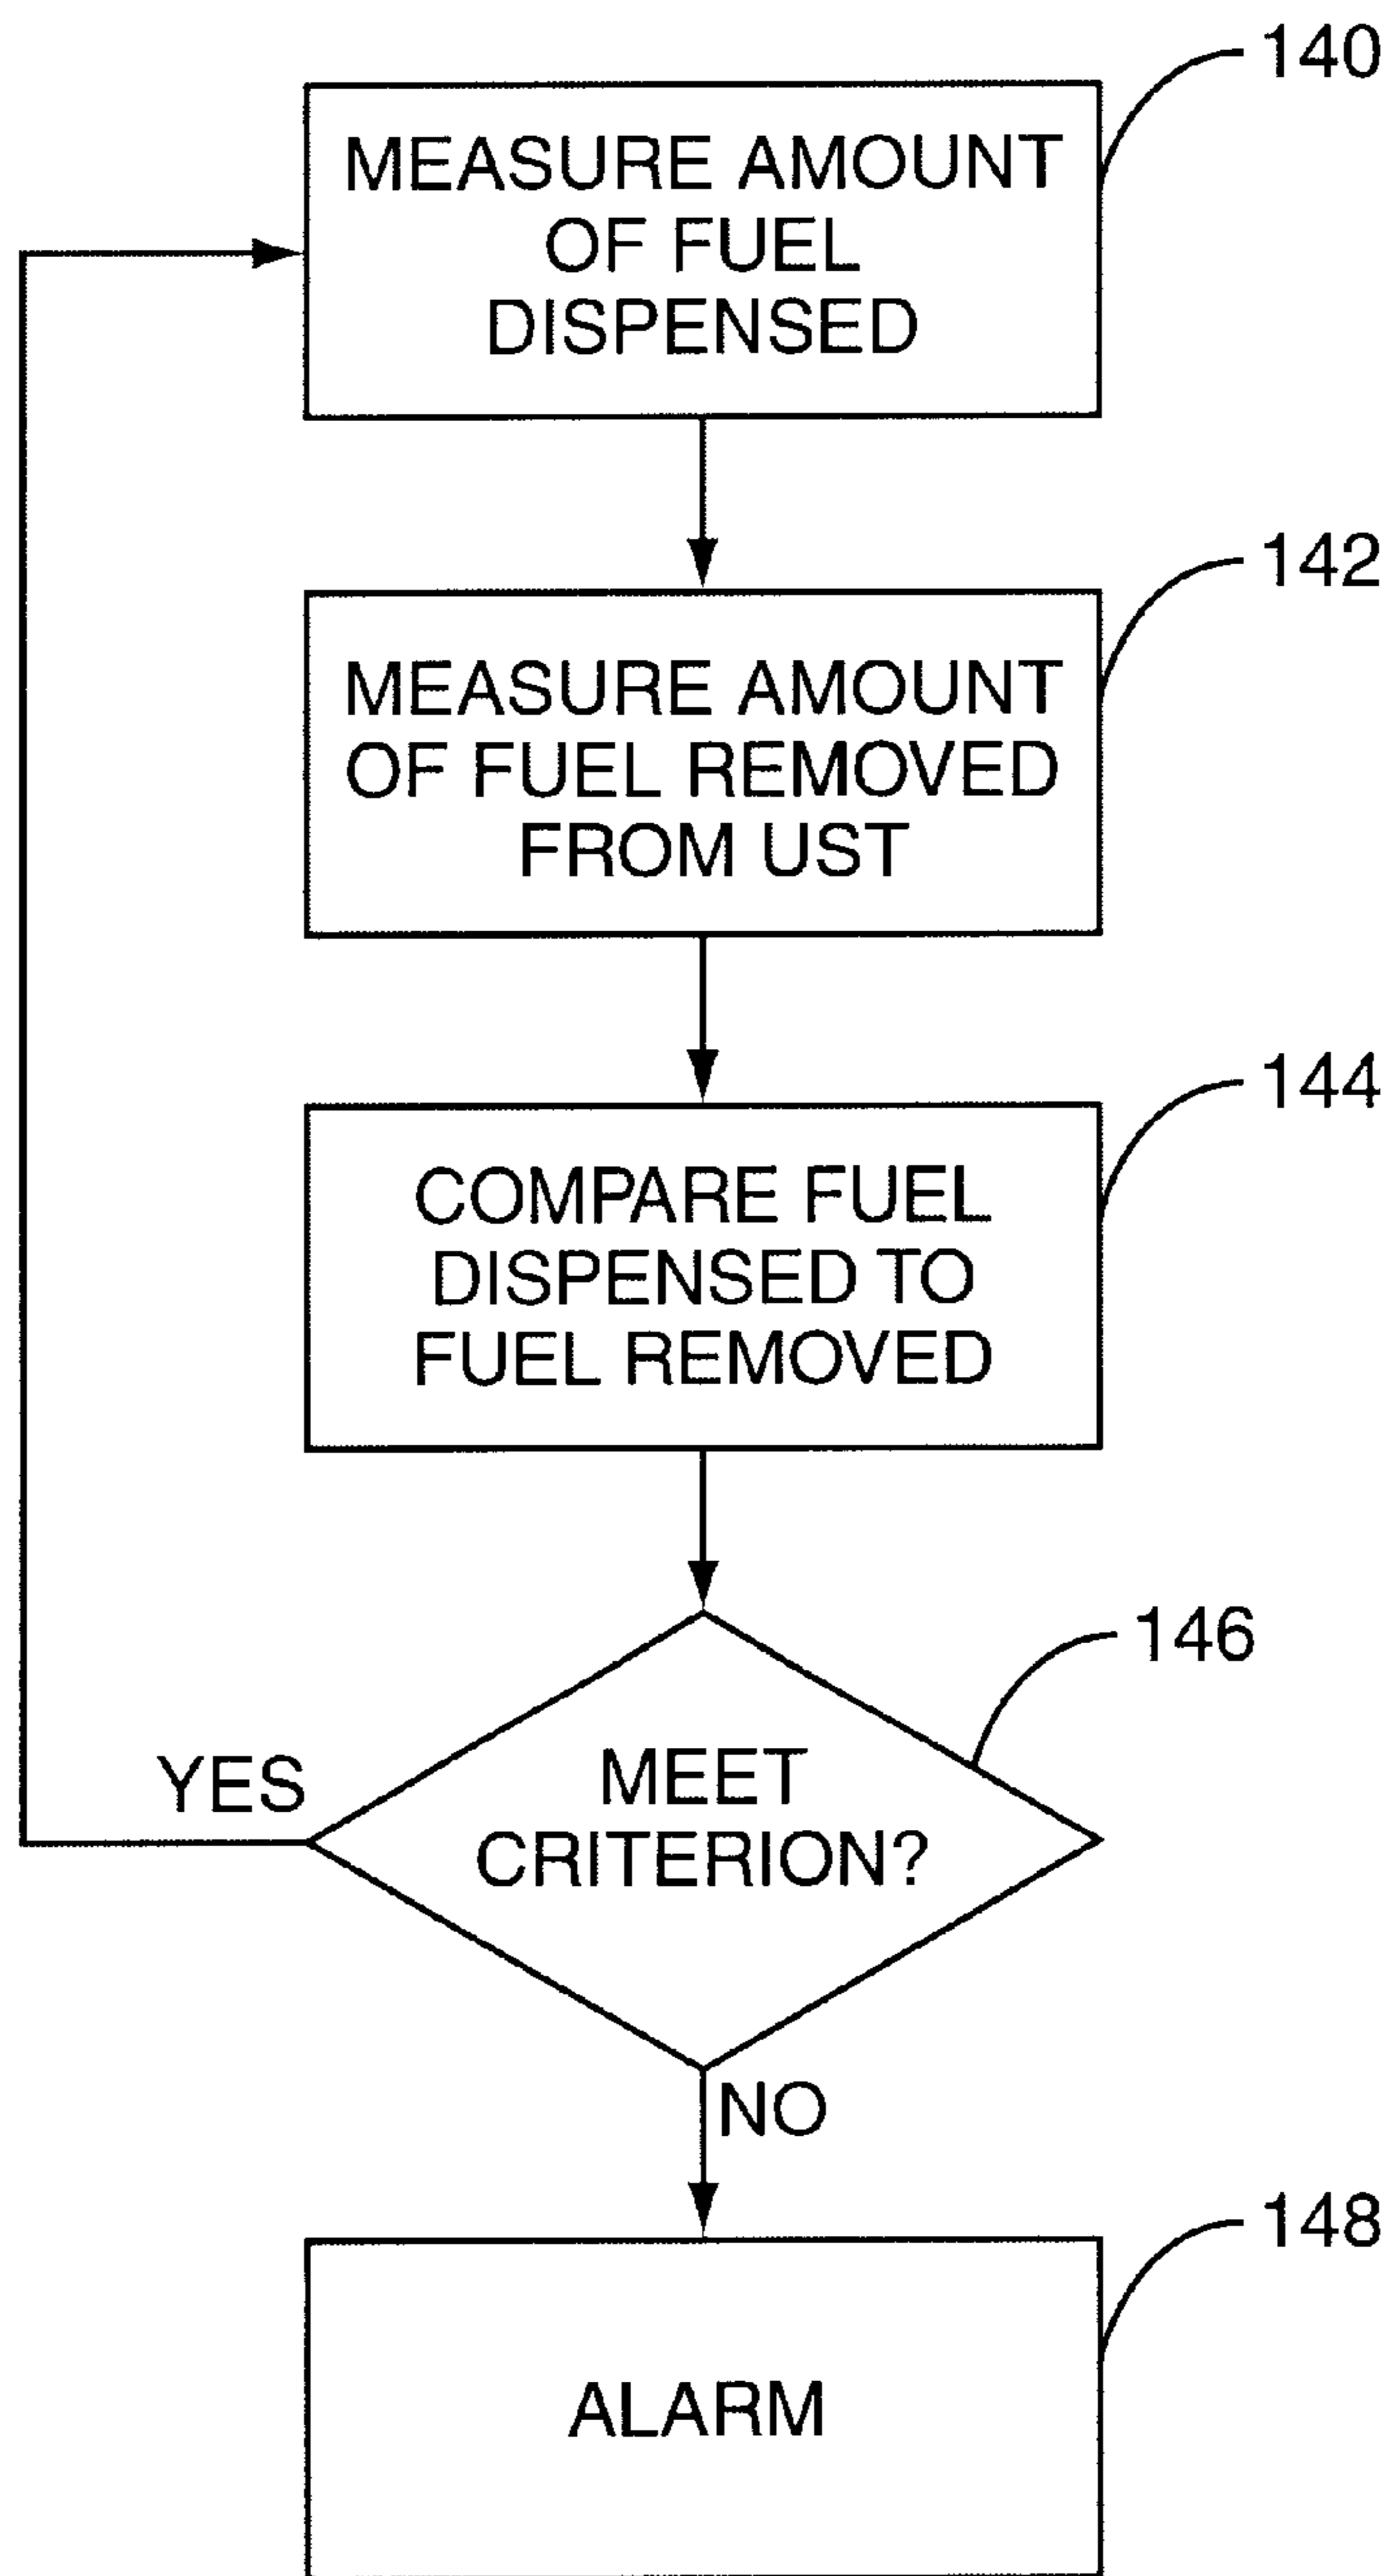 140
MEASURE AMOUNT
OF FUEL
DISPENSED
142
MEASURE AMOUNT
OF FUEL REMOVED
FROM UST
144
COMPARE FUEL
DISPENSED TO
FUEL REMOVED
146
MEET
CRITERION?
YES
NO
148
ALARM